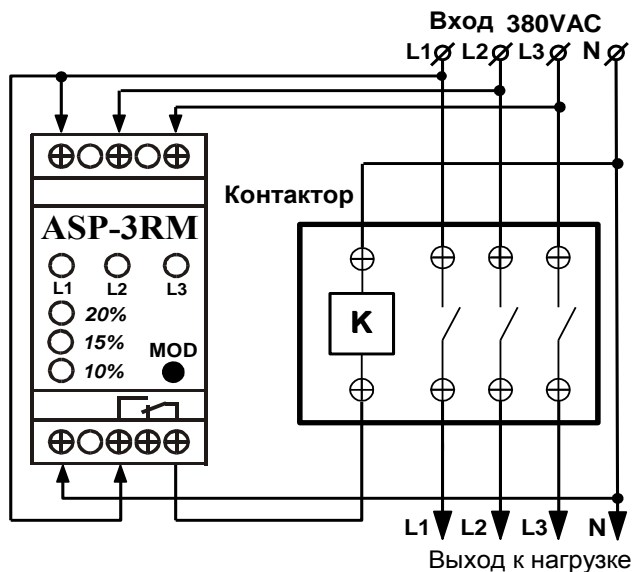 Вход 380VAC
L1 L2 L3 N
Контактор
ASP-3RM
L1 L2 L3
20%
15%
10%
MOD
K
L1 L2 L3 N
Выход к нагрузке